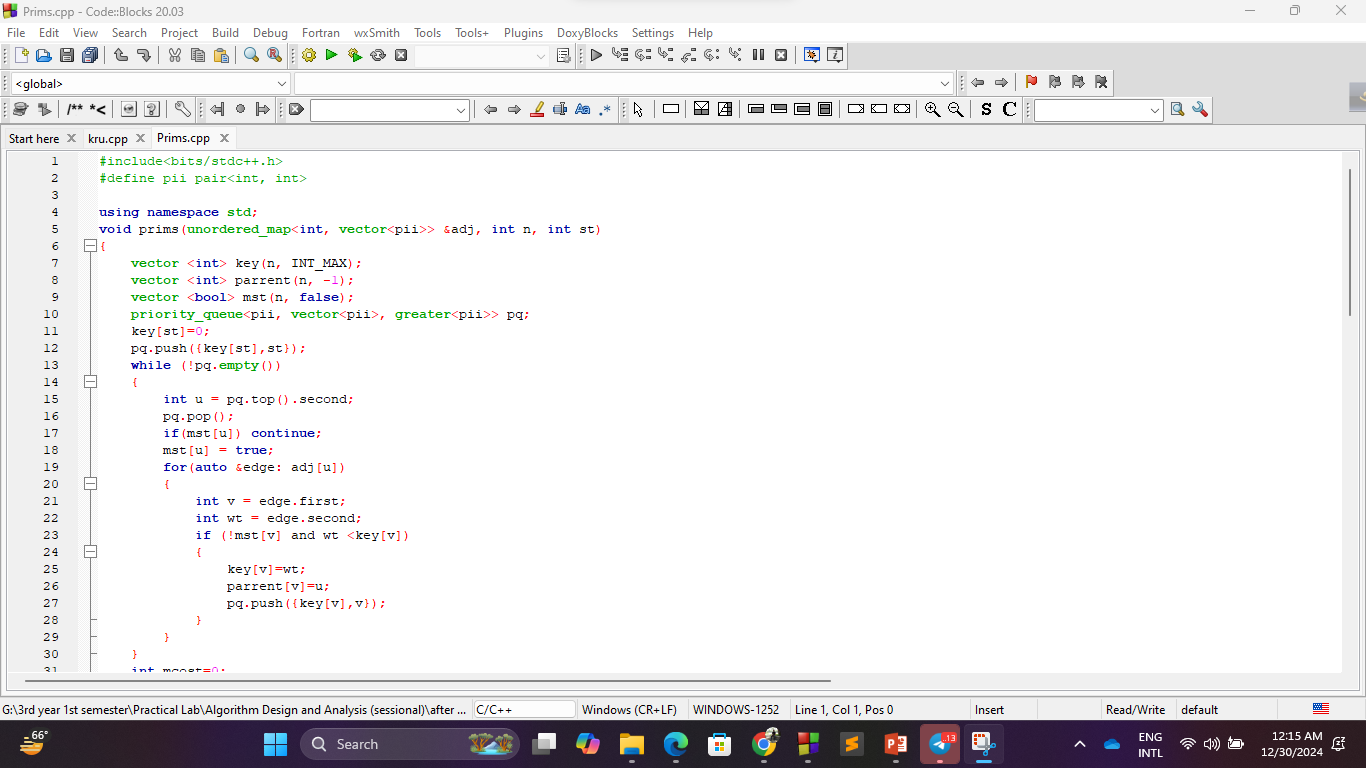 Prims.cpp - Code::Blocks 20.03
File Edit View Search Project Build Debug Fortran wxSmith Tools Tools+ Plugins DoxyBlocks Settings Help
<global>
/** *<
Aa .*
S C
Start here kru.cpp Prims.cpp
1 #include<bits/stdc++.h>
2 #define pii pair<int, int>
3
4 using namespace std;
5 void prims(unordered_map<int, vector<pii>> &adj, int n, int st)
6 {
7 vector <int> key(n, INT_MAX);
8 vector <int> parrent(n, -1);
9 vector <bool> mst(n, false);
10 priority_queue<pii, vector<pii>, greater<pii>> pq;
11 key[st]=0;
12 pq.push({key[st],st});
13 while (!pq.empty())
14 {
15 int u = pq.top().second;
16 pq.pop();
17 if(mst[u]) continue;
18 mst[u] = true;
19 for(auto &edge: adj[u])
20 {
21 int v = edge.first;
22 int wt = edge.second;
23 if (!mst[v] and wt <key[v])
24 {
25 key[v]=wt;
26 parrent[v]=u;
27 pq.push({key[v],v});
28 }
29 }
30 }
31 int mcost=0;
G:\3rd year 1st semester\Practical Lab\Algorithm Design and Analysis (sessional)\after ... C/C++ Windows (CR+LF) WINDOWS-1252 Line 1, Col 1, Pos 0 Insert Read/Write default
66° Search 13 ENG INTL 12:15 AM 12/30/2024